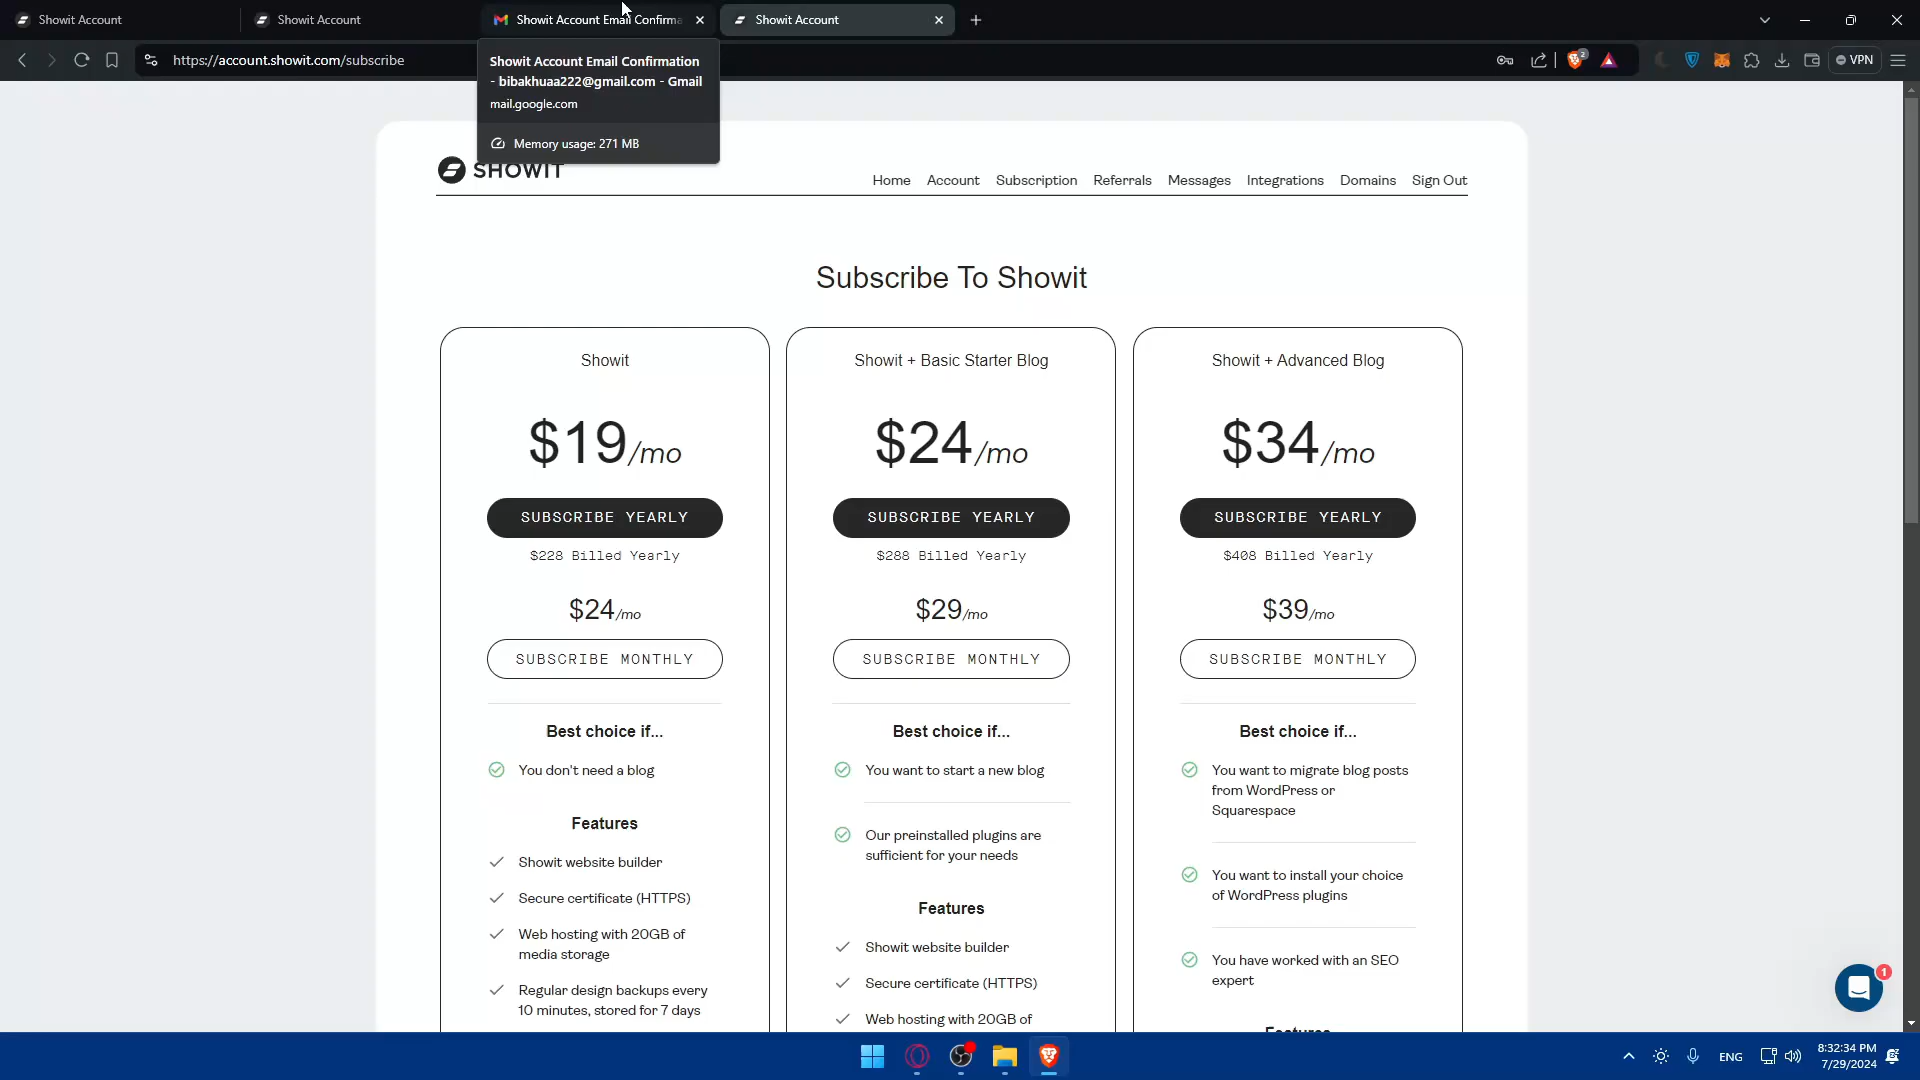 Showit Account
Showit Account
Showit Account Email Confirma
Showit Account
https://account.showit.com/subscribe
2
VPN
Showit Account Email Confirmation
- bibakhuaa222@gmail.com - Gmail
mail.google.com
Memory usage: 271 MB
SHOWIT
Home Account Subscription Referrals Messages Integrations Domains Sign Out
Subscribe To Showit
Showit
$19/mo
SUBSCRIBE YEARLY
$228 Billed Yearly
$24/mo
SUBSCRIBE MONTHLY
Best choice if...
You don't need a blog
Features
Showit website builder
Secure certificate (HTTPS)
Web hosting with 20GB of
media storage
Regular design backups every
10 minutes, stored for 7 days
Showit + Basic Starter Blog
$24/mo
SUBSCRIBE YEARLY
$288 Billed Yearly
$29/mo
SUBSCRIBE MONTHLY
Best choice if...
You want to start a new blog
Our preinstalled plugins are
sufficient for your needs
Features
Showit website builder
Secure certificate (HTTPS)
Web hosting with 20GB of
Showit + Advanced Blog
$34/mo
SUBSCRIBE YEARLY
$408 Billed Yearly
$39/mo
SUBSCRIBE MONTHLY
Best choice if...
You want to migrate blog posts
from WordPress or
Squarespace
You want to install your choice
of WordPress plugins
You have worked with an SEO
expert
Features
1
ENG
8:32:34 PM
7/29/2024